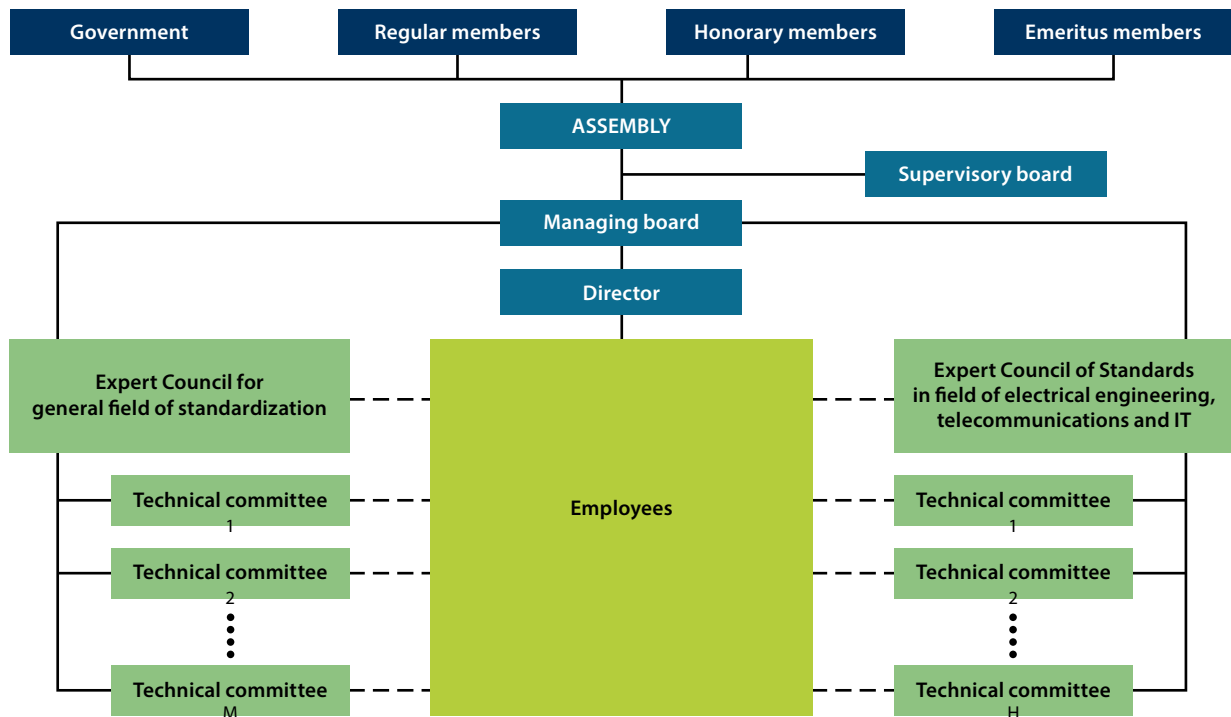 Government
Regular members
Honorary members
Emeritus members
ASSEMBLY
Supervisory board
Managing board
Director
Expert Council for
general field of standardization
Expert Council of Standards
in field of electrical engineering,
telecommunications and IT
Employees
Technical committee
1
Technical committee
1
Technical committee
2
Technical committee
2
Technical committee
M
Technical committee
H